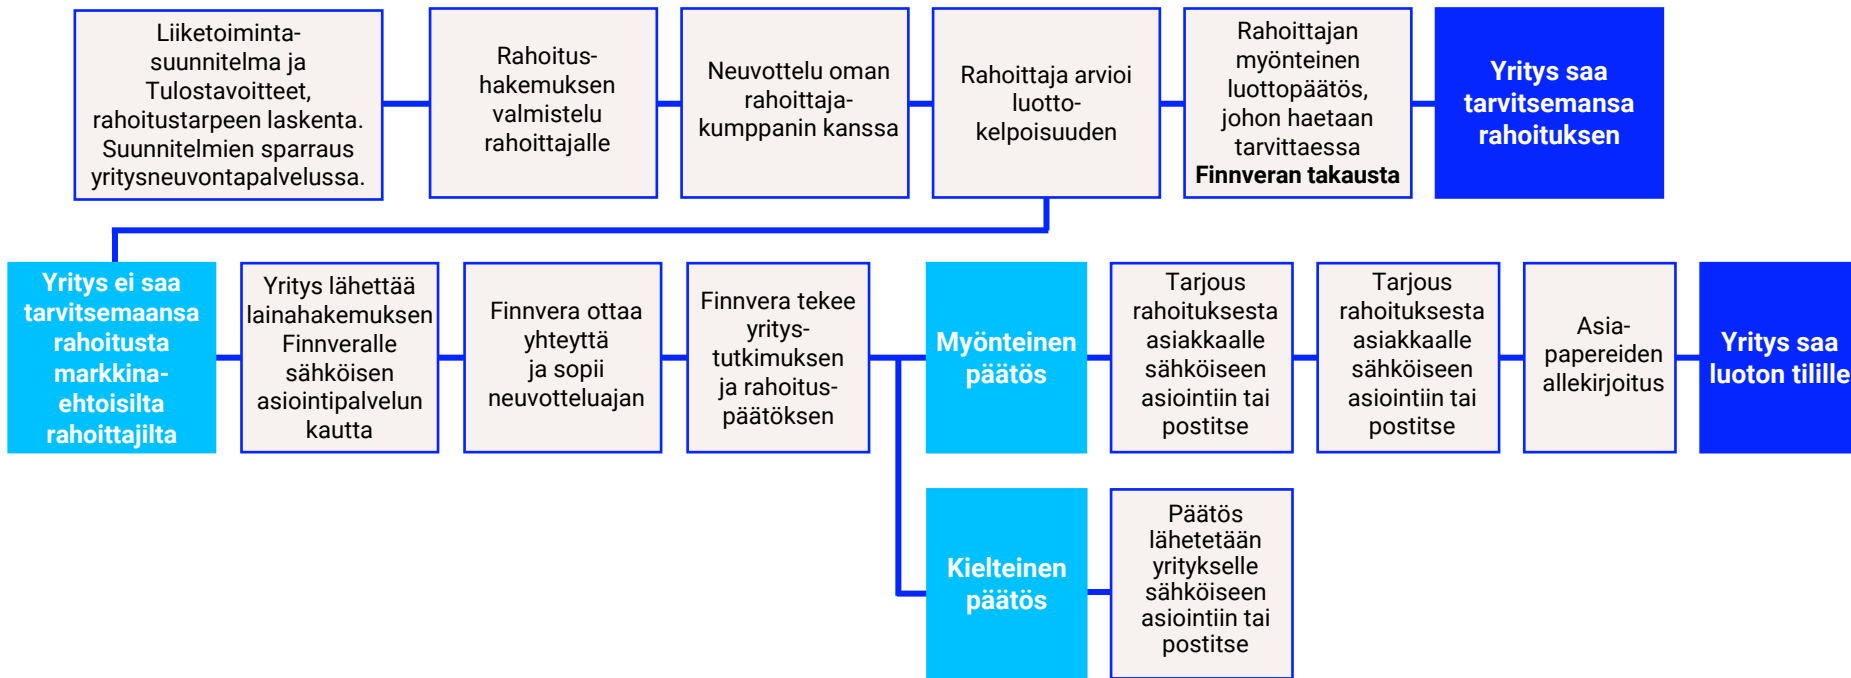 Liiketoiminta-
suunnitelma ja
Tulostavoitteet,
rahoitustarpeen laskenta.
Suunnitelmien sparraus
yritysneuvontapalvelussa.
Rahoitus-
hakemuksen
valmistelu
rahoittajalle
Neuvottelu oman
rahoittaja-
kumppanin kanssa
Rahoittaja arvioi
luotto-
kelpoisuuden
Rahoittajan
myönteinen
luottopäätös,
johon haetaan
tarvittaessa
Finnveran takausta
Yritys saa
tarvitsemansa
rahoituksen
Yritys ei saa
tarvitsemaansa
rahoitusta
markkina-
ehtoisilta
rahoittajilta
Yritys lähettää
lainahakemuksen
Finnveralle
sähköisen
asiointipalvelun
kautta
Finnvera ottaa
yhteyttä
ja sopii
neuvotteluajan
Finnvera tekee
yritys-
tutkimuksen
ja rahoitus-
päätöksen
Myönteinen
päätös
Tarjous
rahoituksesta
asiakkaalle
sähköiseen
asiointiin tai
postitse
Tarjous
rahoituksesta
asiakkaalle
sähköiseen
asiointiin tai
postitse
Asia-
papereiden
allekirjoitus
Yritys saa
luoton tilille
Kielteinen
päätös
Päätös
lähetetään
yritykselle
sähköiseen
asiointiin tai
postitse